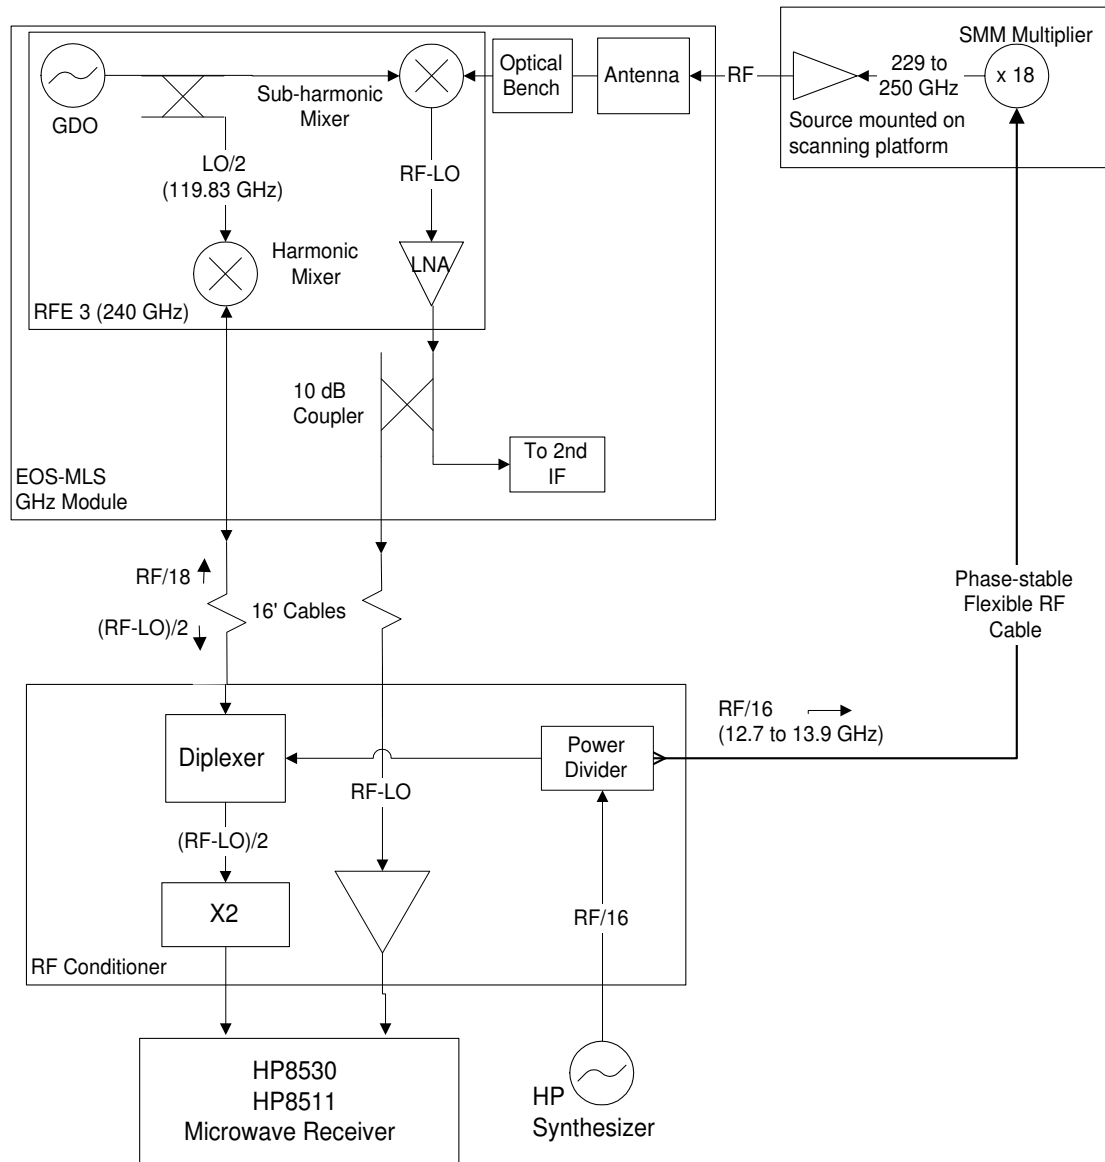 SMM Multiplier
x 18
229 to
250 GHz
Source mounted on
scanning platform
RF
Antenna
Optical
Bench
Sub-harmonic
Mixer
GDO
LO/2
(119.83 GHz)
RF-LO
Harmonic
Mixer
LNA
RFE 3 (240 GHz)
10 dB
Coupler
To 2nd
IF
EOS-MLS
GHz Module
RF/18
(RF-LO)/2
16' Cables
Phase-stable
Flexible RF
Cable
RF/16
(12.7 to 13.9 GHz)
Diplexer
Power
Divider
RF-LO
(RF-LO)/2
X2
RF/16
RF Conditioner
HP8530
HP8511
Microwave Receiver
HP
Synthesizer